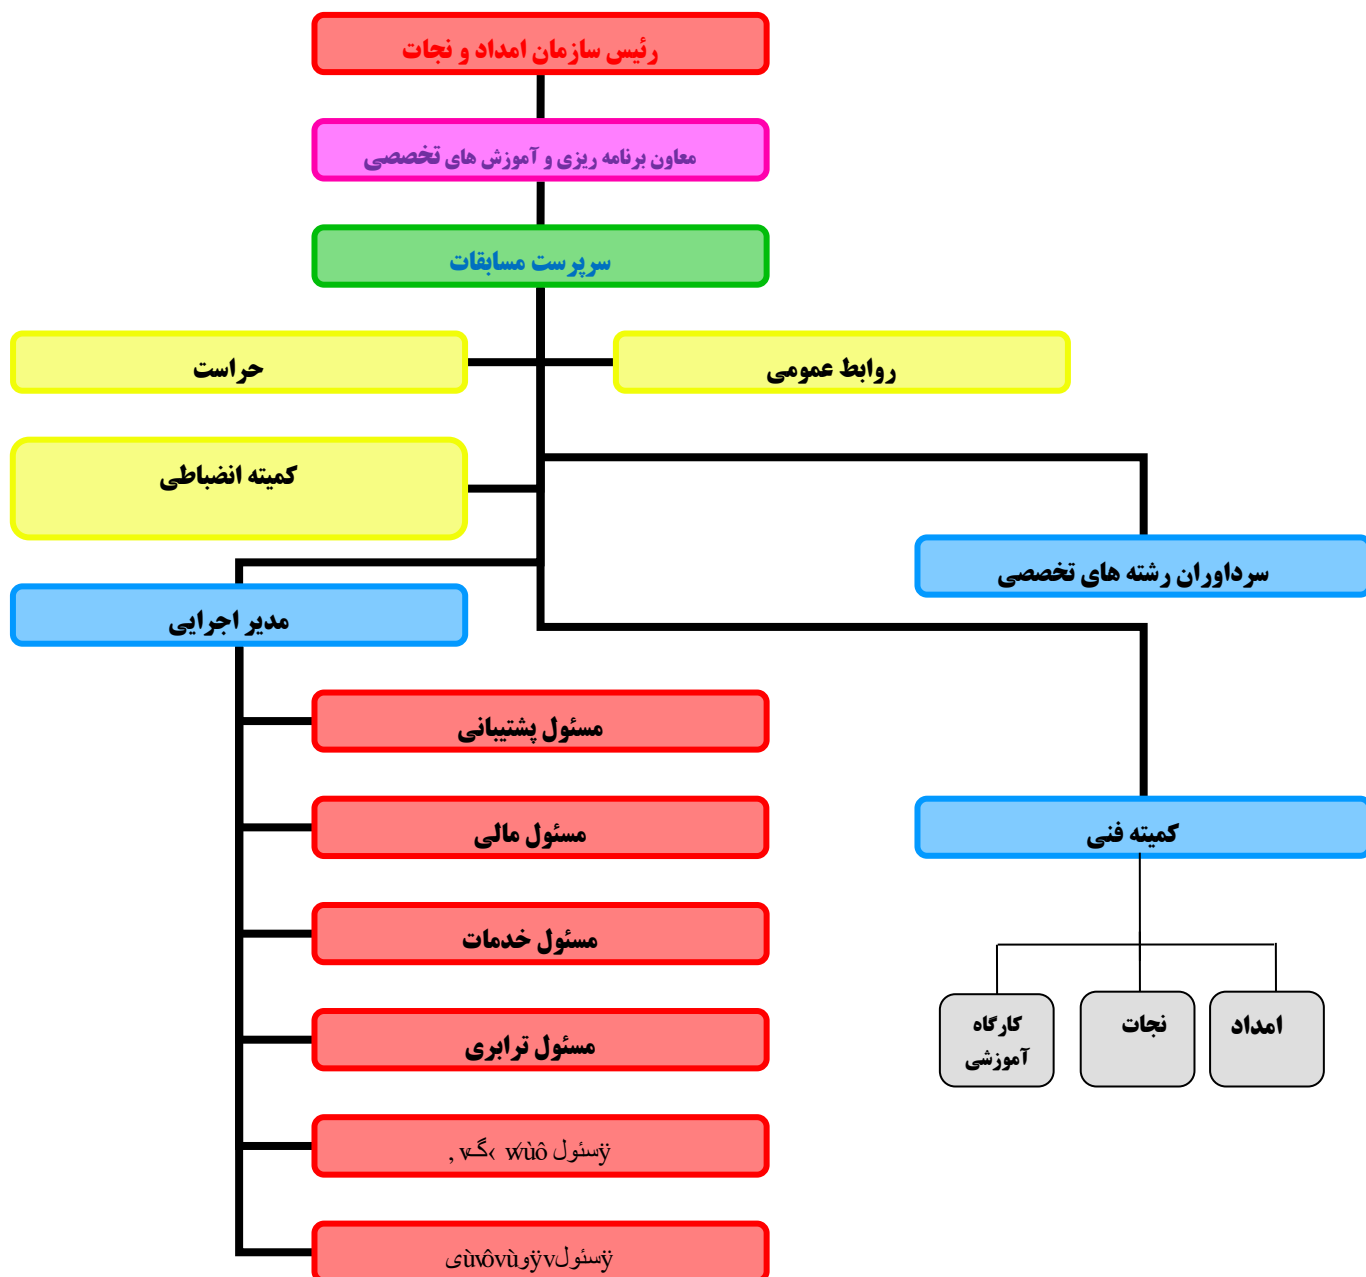 رئیس سازمان امداد و نجات
معاون برنامه ریزی و آموزش های تخصصی
سرپرست مسابقات
روابط عمومی
حراست
کمیته انضباطی
سرداوران رشته های تخصصی
مدیر اجرایی
مسئول پشتیبانی
مسئول مالی
کمیته فنی
مسئول خدمات
امداد
نجات
کارگاه
آموزشی
مسئول ترابری